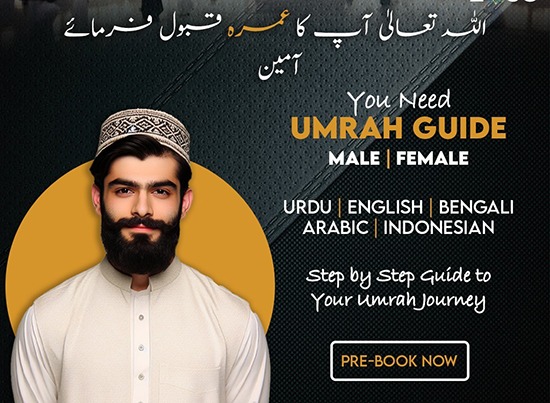 اللہ تعالیٰ آپ کا عمرہ قبول فرمائے
آمین
You Need
UMRAH GUIDE
MALE | FEMALE
URDU | ENGLISH | BENGALI
ARABIC | INDONESIAN
Step by Step Guide to
Your Umrah Journey
PRE-BOOK NOW